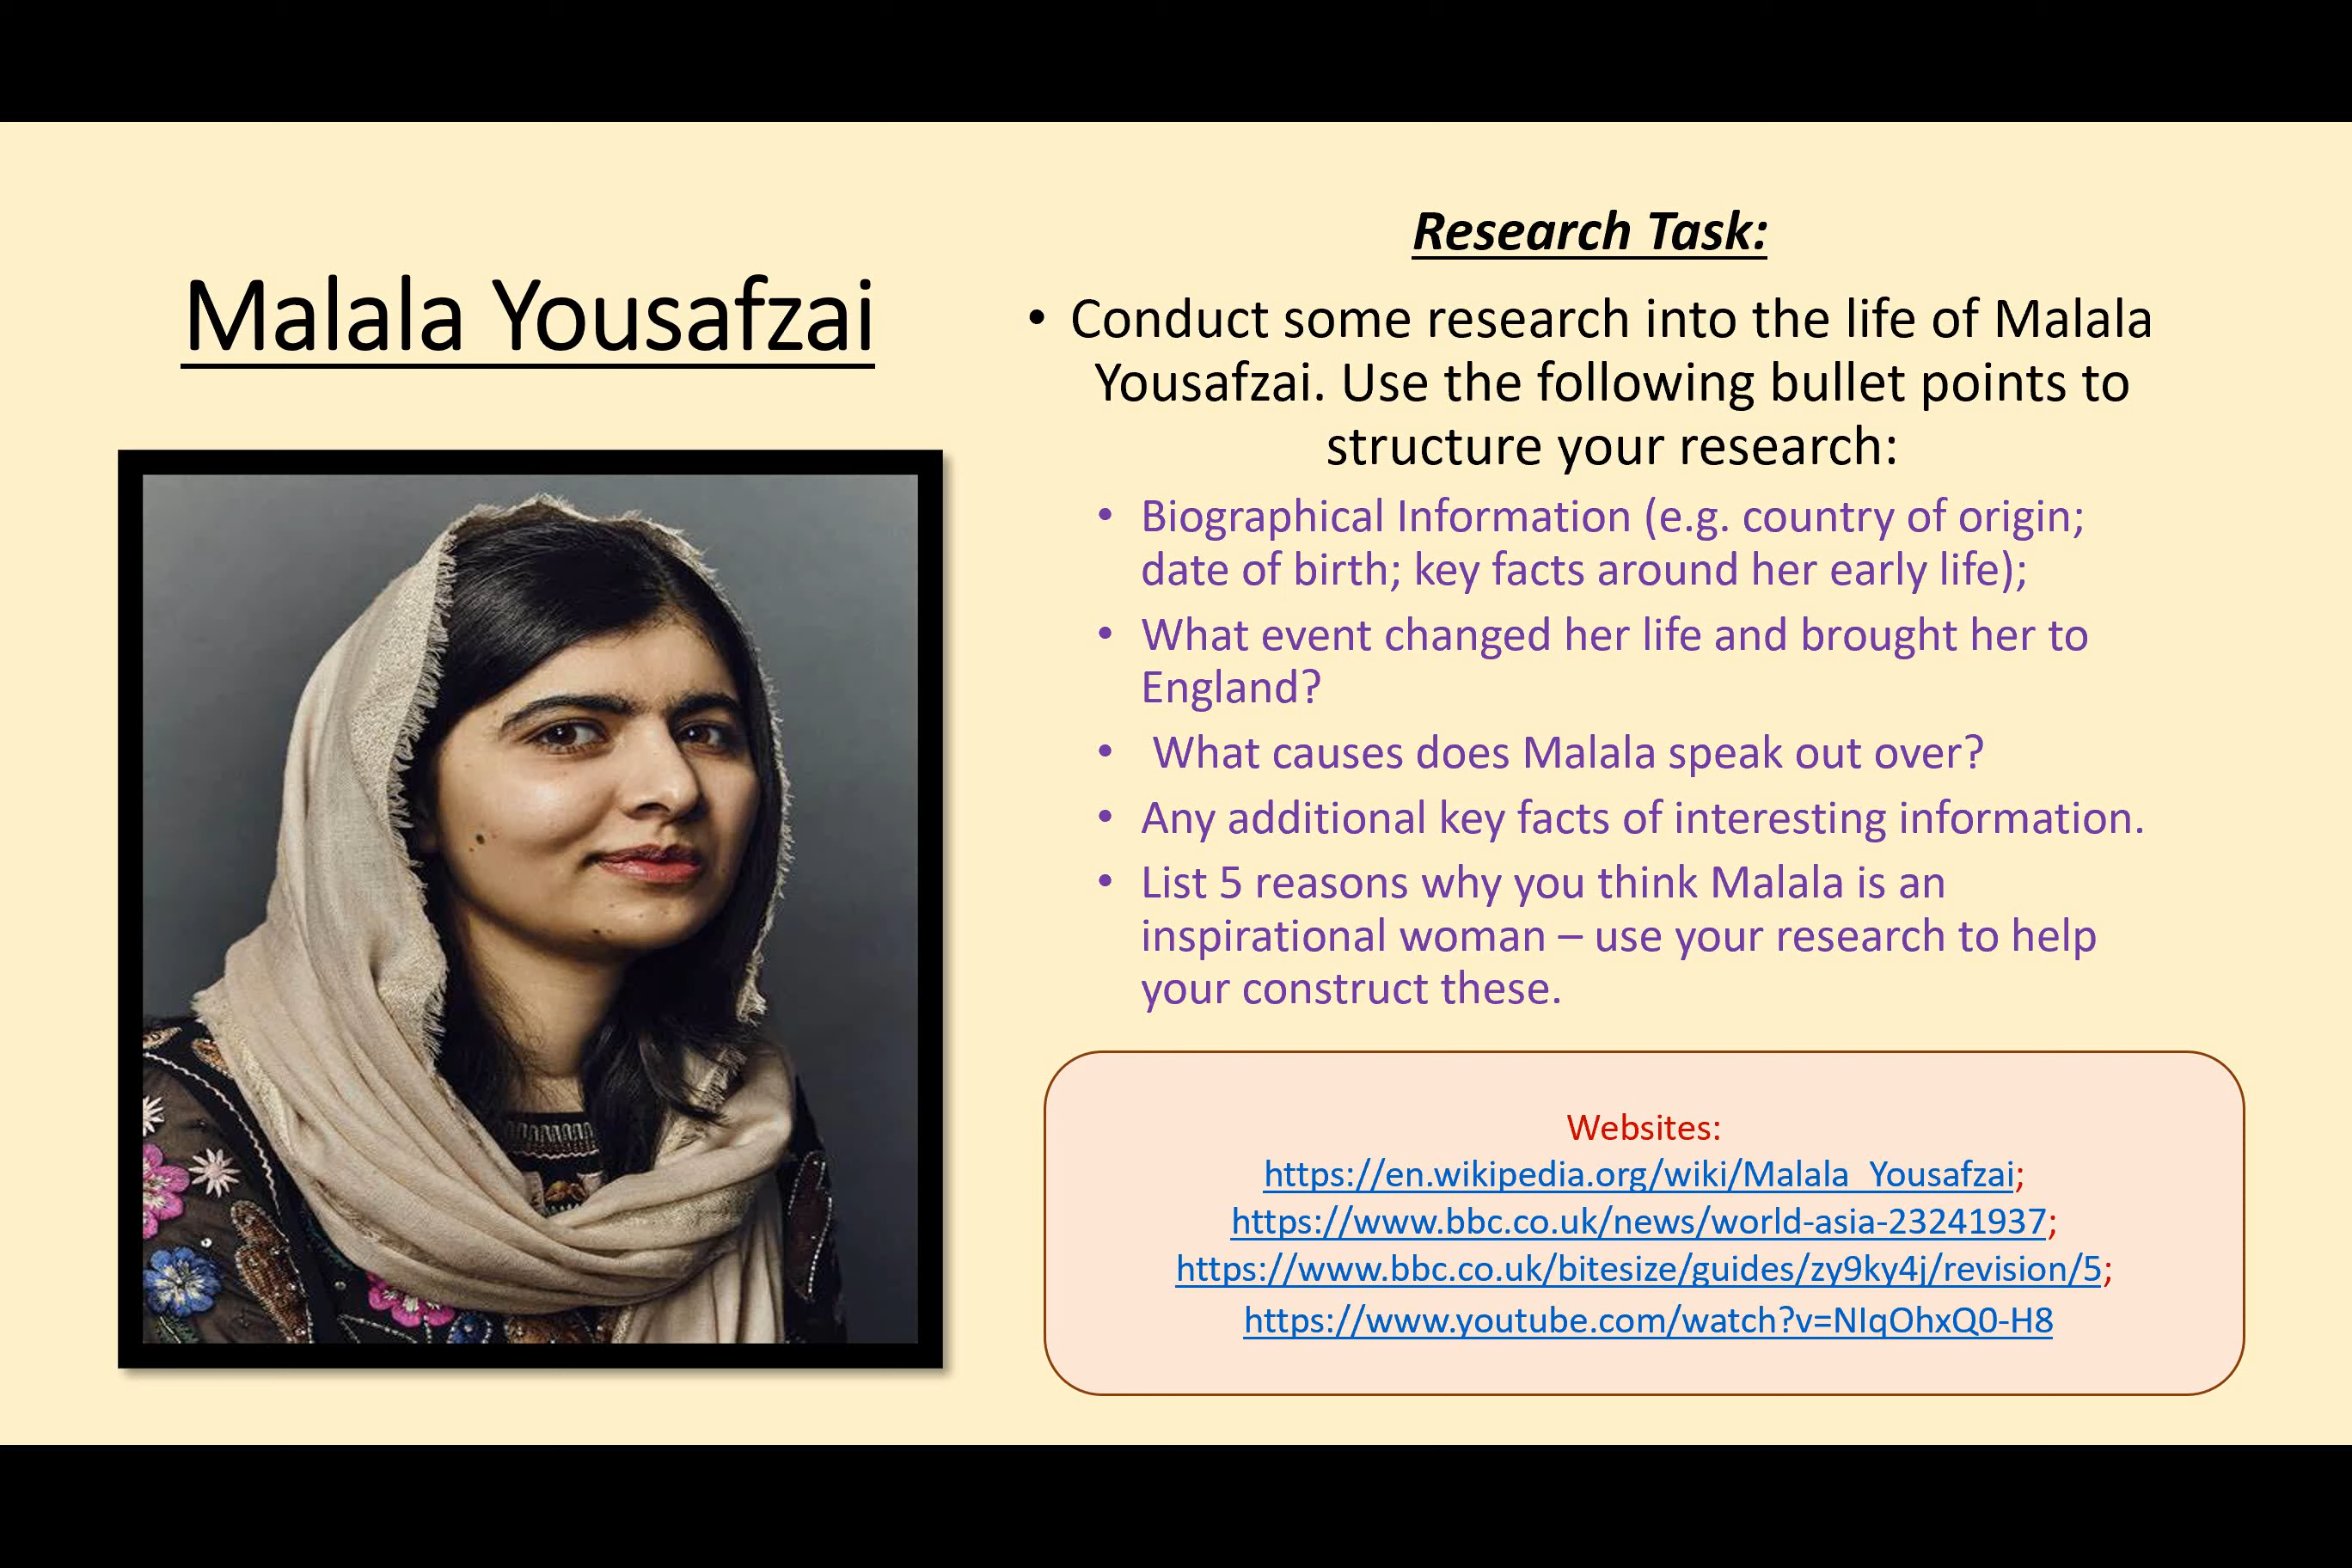 Malala Yousafzai
Research Task:
• Conduct some research into the life of Malala
Yousafzai. Use the following bullet points to
structure your research:
• Biographical Information (e.g. country of origin;
date of birth; key facts around her early life);
• What event changed her life and brought her to
England?
• What causes does Malala speak out over?
• Any additional key facts of interesting information.
• List 5 reasons why you think Malala is an
inspirational woman – use your research to help
your construct these.
Websites:
https://en.wikipedia.org/wiki/Malala_Yousafzai;
https://www.bbc.co.uk/news/world-asia-23241937;
https://www.bbc.co.uk/bitesize/guides/zy9ky4j/revision/5;
https://www.youtube.com/watch?v=NIqOhxQ0-H8